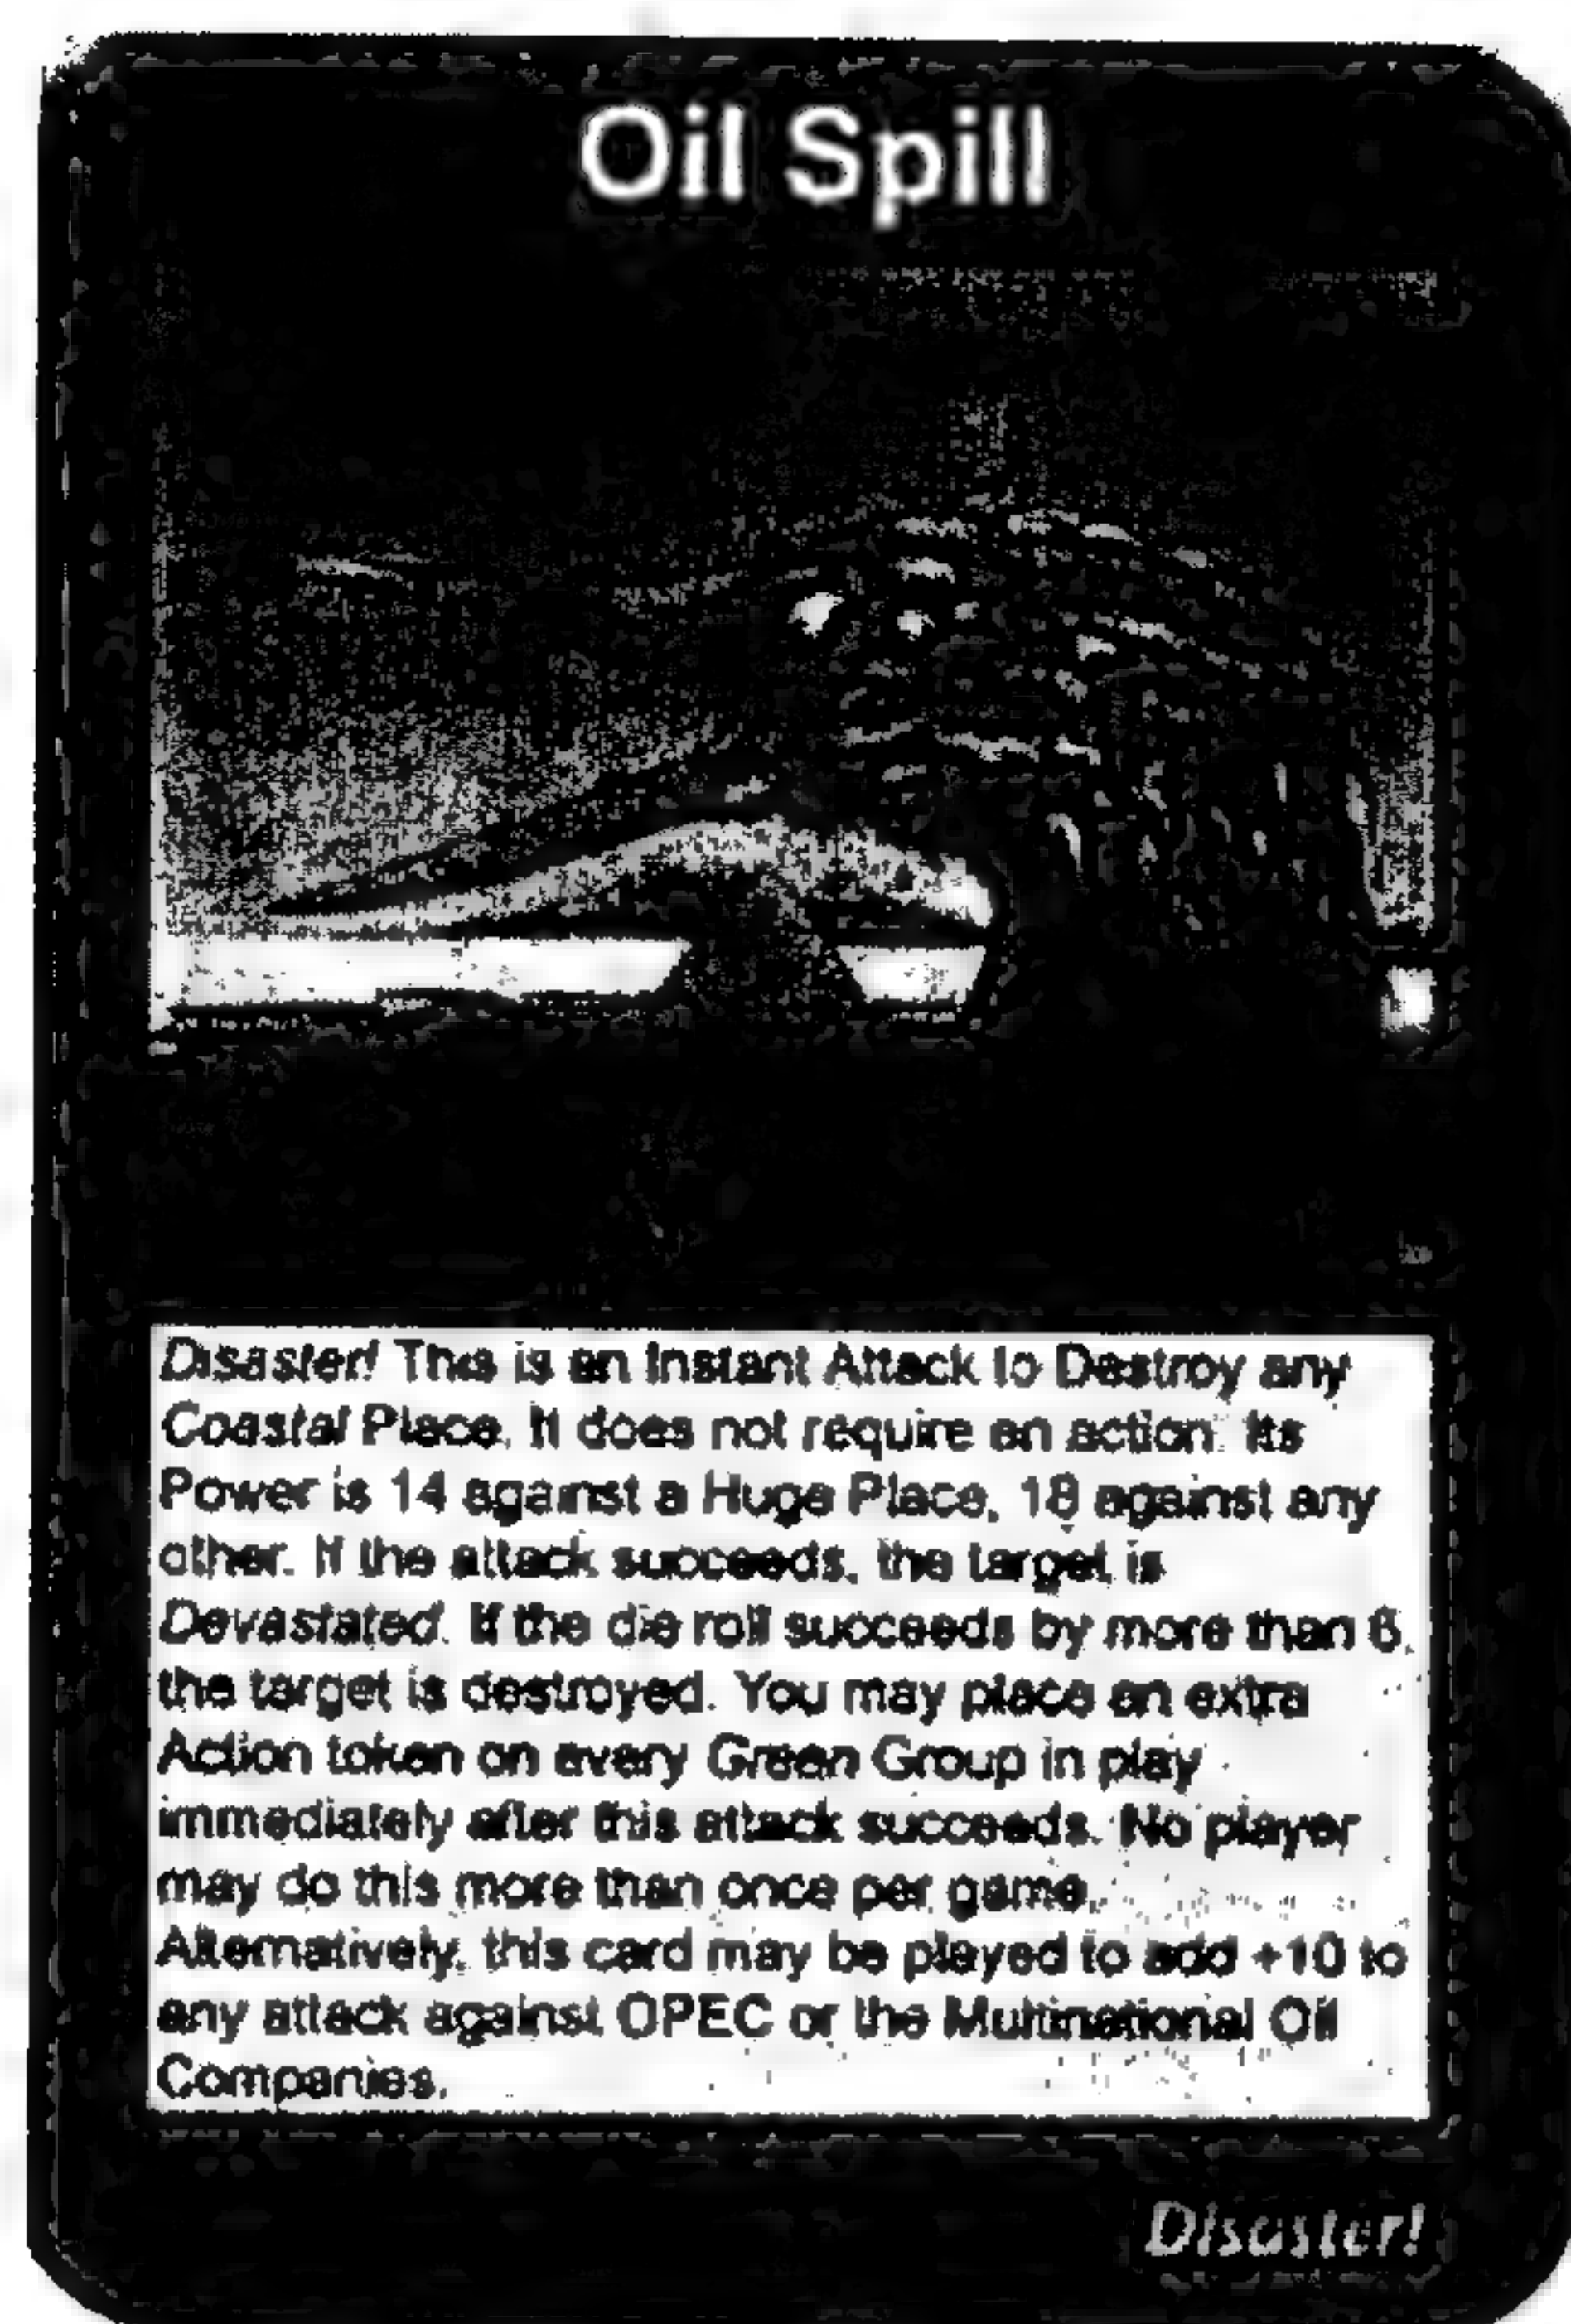 Oil Spill
Disaster! This is an Instant Attack to Destroy any
Coastal Place. It does not require an action. Its
Power is 14 against a Huge Place, 18 against any
other. If the attack succeeds, the target is
Devastated. If the die roll succeeds by more than 6,
the target is destroyed. You may place an extra
Action token on every Green Group in play
immediately after this attack succeeds. No player
may do this more than once per game.
Alternatively, this card may be played to add +10 to
any attack against OPEC or the Multinational Oil
Companies.
Disaster!